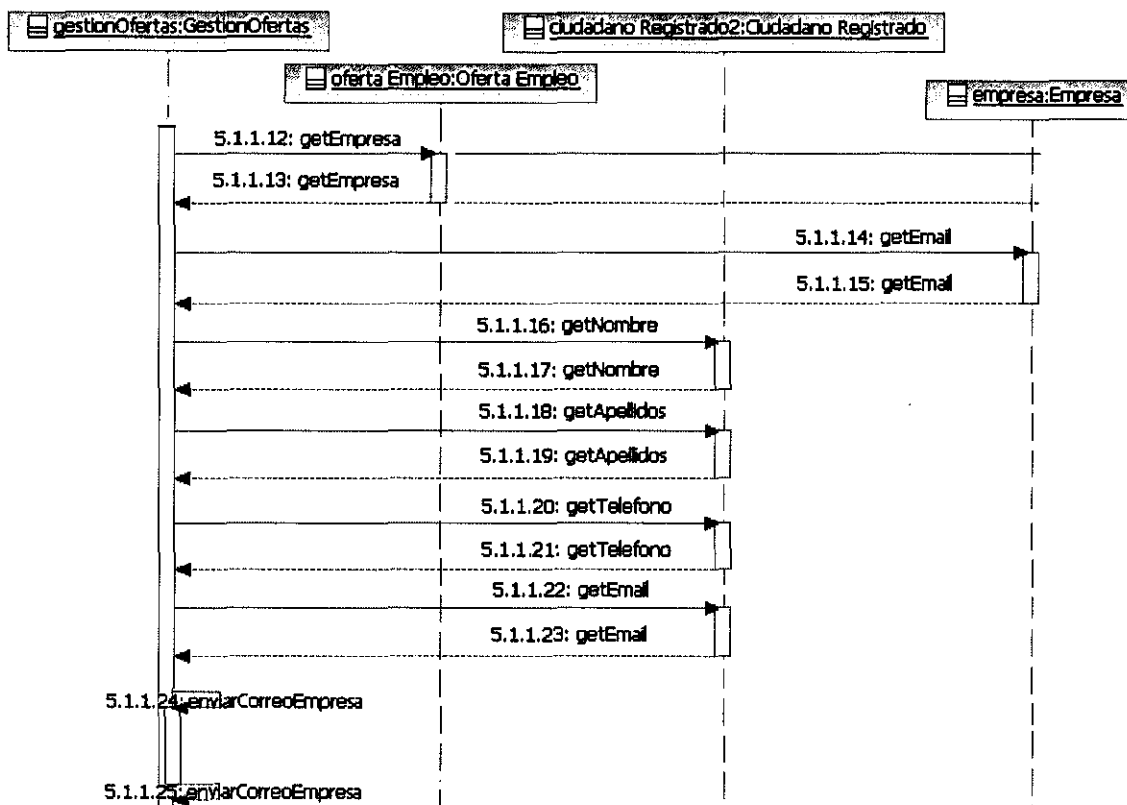 gestionOfertas:GestionOfertas
ciudadano Registrado2:Ciudadano Registrado
oferta Empleo:Oferta Empleo
empresa:Empresa
5.1.1.12: getEmpresa
5.1.1.13: getEmpresa
5.1.1.14: getEmail
5.1.1.15: getEmail
5.1.1.16: getNombre
5.1.1.17: getNombre
5.1.1.18: getApellidos
5.1.1.19: getApellidos
5.1.1.20: getTelefono
5.1.1.21: getTelefono
5.1.1.22: getEmail
5.1.1.23: getEmail
5.1.1.24: enviarCorreoEmpresa
5.1.1.25: enviarCorreoEmpresa